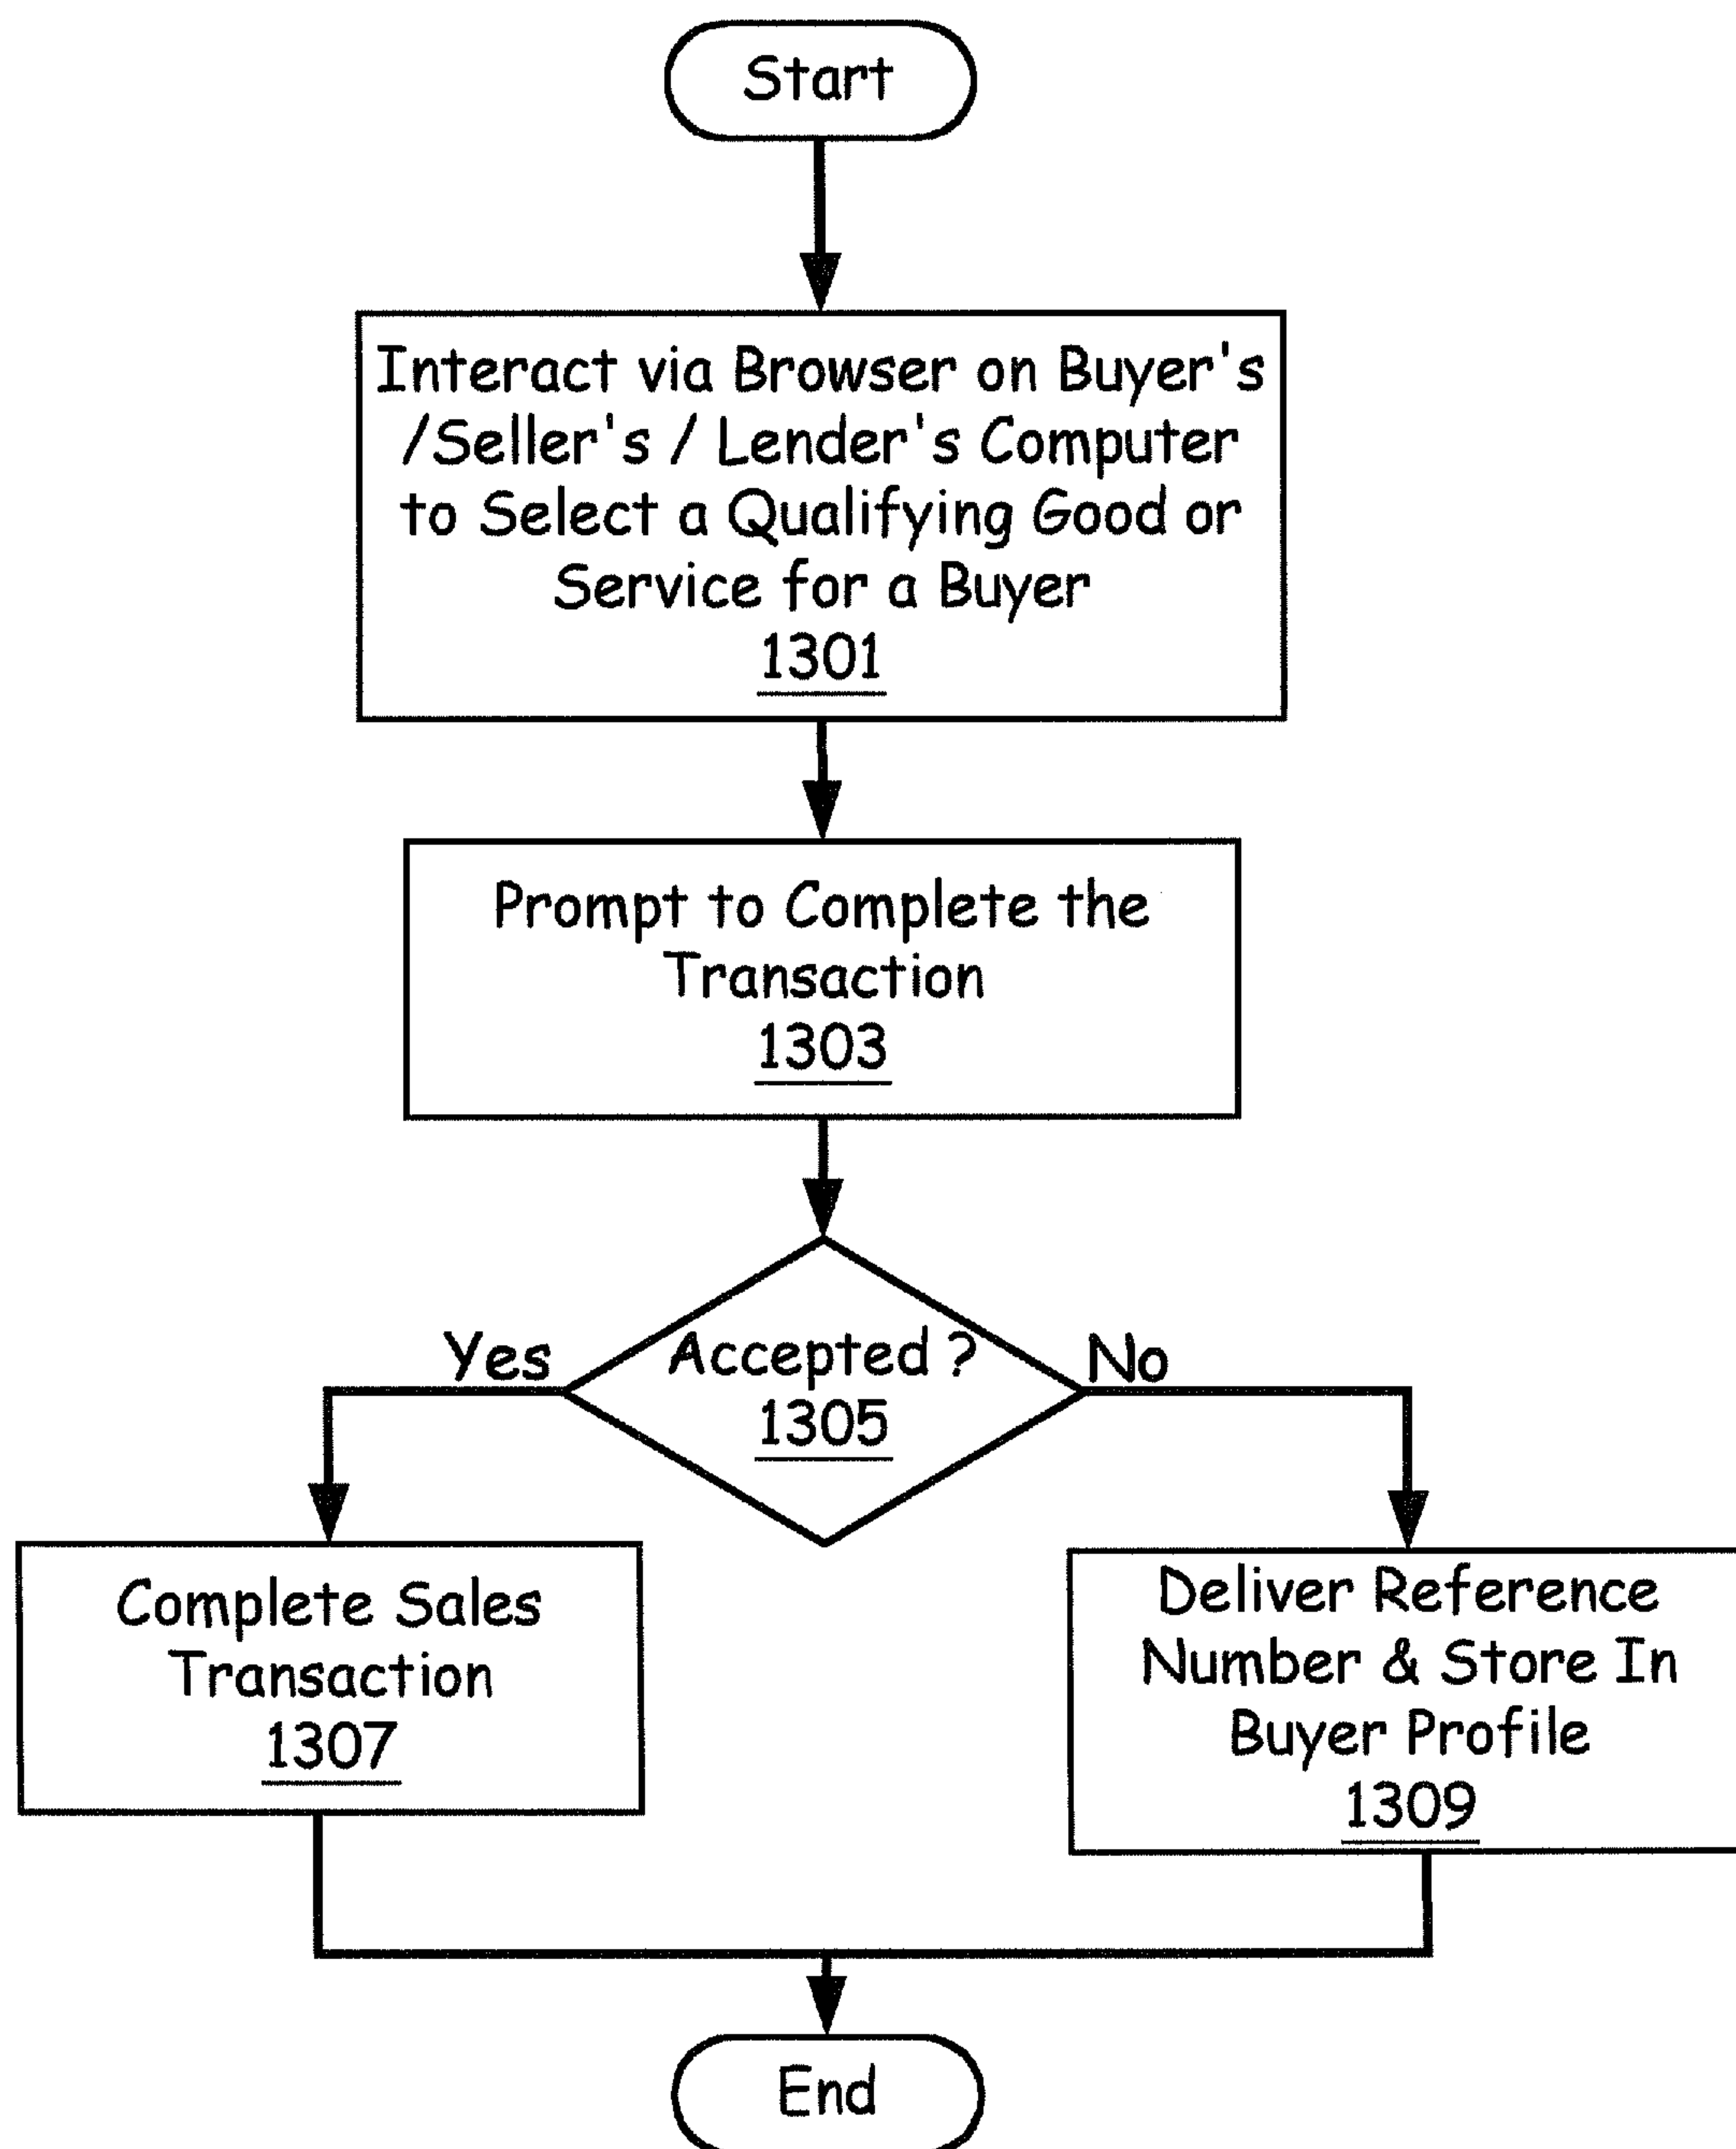 Start
Interact via Browser on Buyer's
/Seller's / Lender's Computer
to Select a Qualifying Good or
Service for a Buyer
1301
Prompt to Complete the
Transaction
1303
Accepted ?
1305
Yes
No
Complete Sales
Transaction
1307
Deliver Reference
Number & Store In
Buyer Profile
1309
End